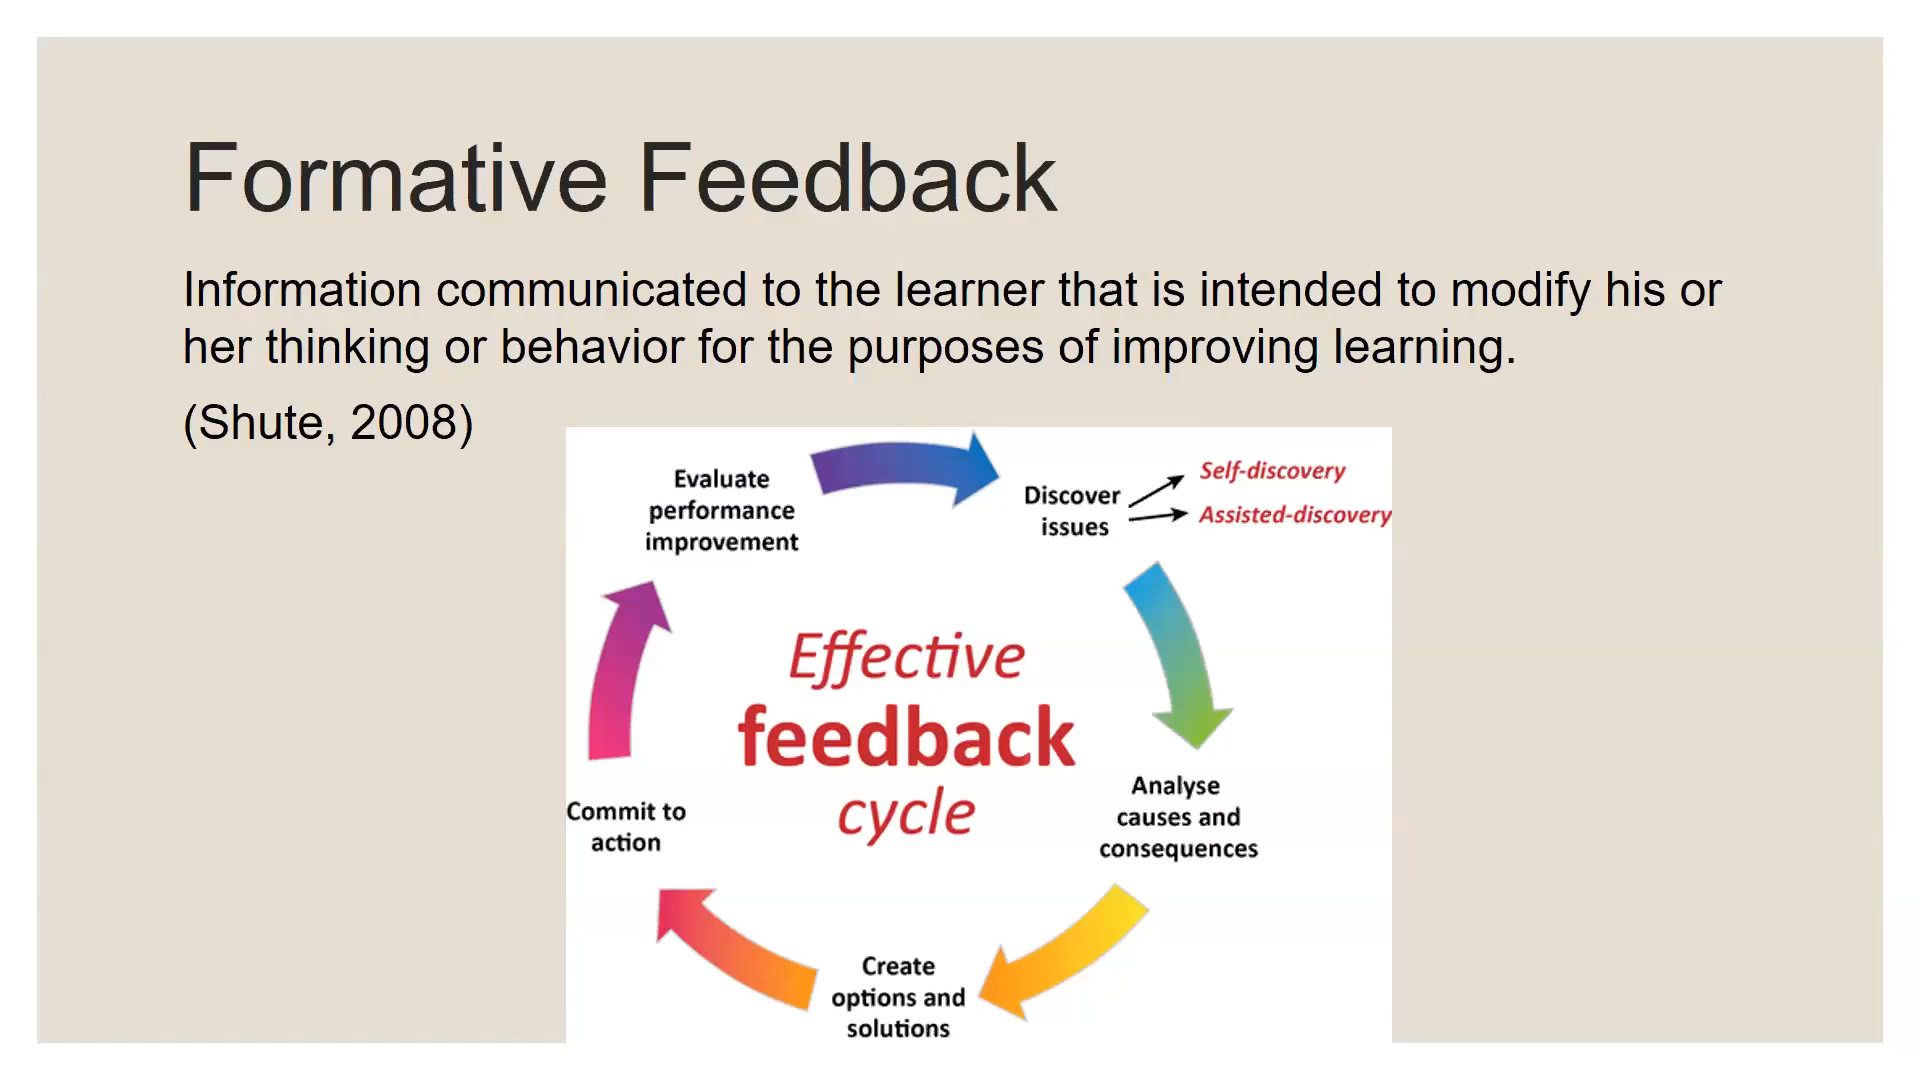 Formative Feedback
Information communicated to the learner that is intended to modify his or
her thinking or behavior for the purposes of improving learning.
(Shute, 2008)
Evaluate
performance
improvement
Discover
issues
Self-discovery
Assisted-discovery
Effective
feedback
cycle
Analyse
causes and
consequences
Commit to
action
Create
options and
solutions